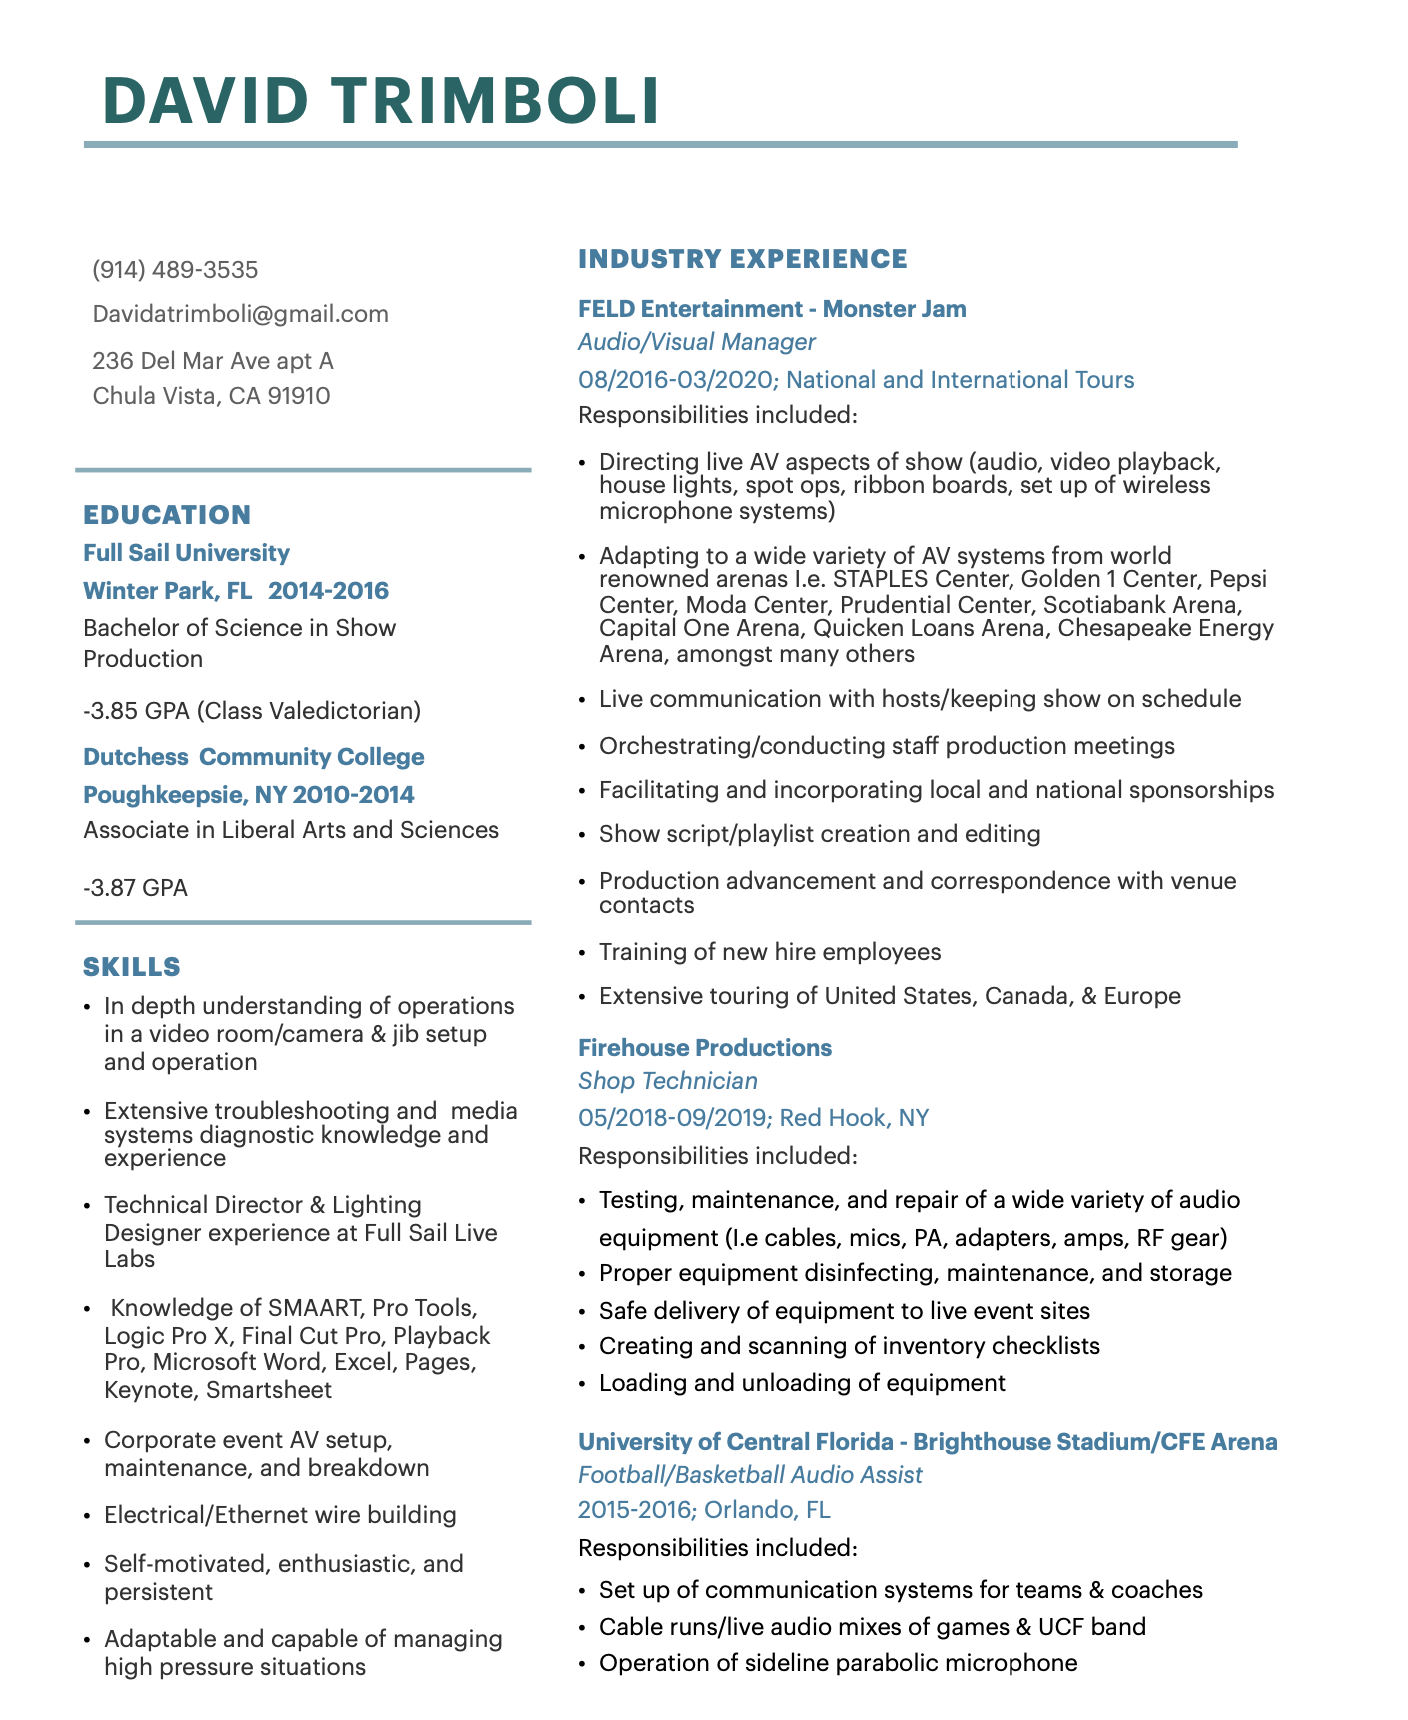 DAVID TRIMBOLI
(914) 489-3535
Davidatrimboli@gmail.com
236 Del Mar Ave apt A
Chula Vista, CA 91910
EDUCATION
Full Sail University
Winter Park, FL 2014-2016
Bachelor of Science in Show
Production
-3.85 GPA (Class Valedictorian)
Dutchess Community College
Poughkeepsie, NY 2010-2014
Associate in Liberal Arts and Sciences
-3.87 GPA
SKILLS
• In depth understanding of operations
in a video room/camera & jib setup
and operation
• Extensive troubleshooting and media
systems diagnostic knowledge and
experience
• Technical Director & Lighting
Designer experience at Full Sail Live
Labs
• Knowledge of SMAART, Pro Tools,
Logic Pro X, Final Cut Pro, Playback
Pro, Microsoft Word, Excel, Pages,
Keynote, Smartsheet
• Corporate event AV setup,
maintenance, and breakdown
• Electrical/Ethernet wire building
• Self-motivated, enthusiastic, and
persistent
• Adaptable and capable of managing
high pressure situations
INDUSTRY EXPERIENCE
FELD Entertainment - Monster Jam
Audio/Visual Manager
08/2016-03/2020; National and International Tours
Responsibilities included:
• Directing live AV aspects of show (audio, video playback,
house lights, spot ops, ribbon boards, set up of wireless
microphone systems)
• Adapting to a wide variety of AV systems from world
renowned arenas I.e. STAPLES Center, Golden 1 Center, Pepsi
Center, Moda Center, Prudential Center, Scotiabank Arena,
Capital One Arena, Quicken Loans Arena, Chesapeake Energy
Arena, amongst many others
• Live communication with hosts/keeping show on schedule
• Orchestrating/conducting staff production meetings
• Facilitating and incorporating local and national sponsorships
• Show script/playlist creation and editing
• Production advancement and correspondence with venue
contacts
• Training of new hire employees
• Extensive touring of United States, Canada, & Europe
Firehouse Productions
Shop Technician
05/2018-09/2019; Red Hook, NY
Responsibilities included:
• Testing, maintenance, and repair of a wide variety of audio
equipment (I.e cables, mics, PA, adapters, amps, RF gear)
• Proper equipment disinfecting, maintenance, and storage
• Safe delivery of equipment to live event sites
• Creating and scanning of inventory checklists
• Loading and unloading of equipment
University of Central Florida - Brighthouse Stadium/CFE Arena
Football/Basketball Audio Assist
2015-2016; Orlando, FL
Responsibilities included:
• Set up of communication systems for teams & coaches
• Cable runs/live audio mixes of games & UCF band
• Operation of sideline parabolic microphone